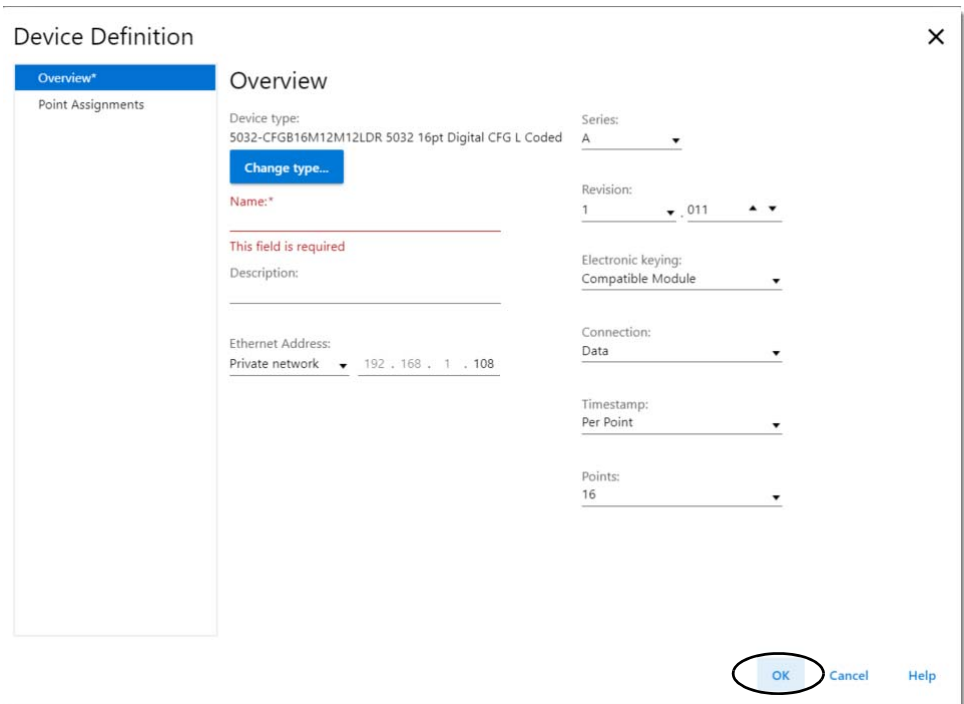 Device Definition
Overview*
Point Assignments
Overview
Device type:
5032-CFGB16M12M12LDR 5032 16pt Digital CFG L Coded
Change type...
Name:*
This field is required
Description:
Ethernet Address:
Private network 192 . 168 . 1 . 108
Series:
A
Revision:
1 . 011
Electronic keying:
Compatible Module
Connection:
Data
Timestamp:
Per Point
Points:
16
OK Cancel Help